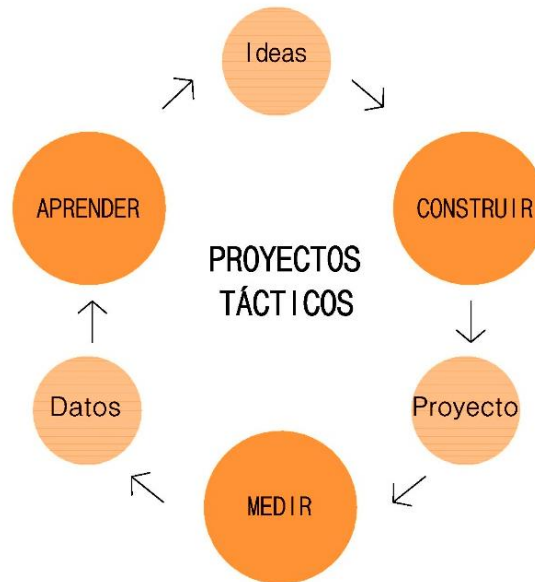 Ideas
CONSTRUIR
Proyecto
MEDIR
Datos
APRENDER
PROYECTOS
TÁCTICOS